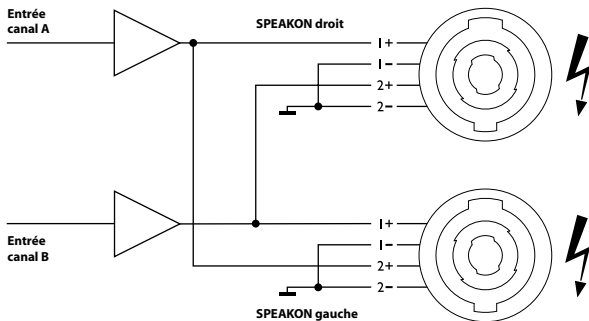 Entrée
canal A
SPEAKON droit
1+
1−
2+
2−
Entrée
canal B
1+
1−
2+
2−
SPEAKON gauche